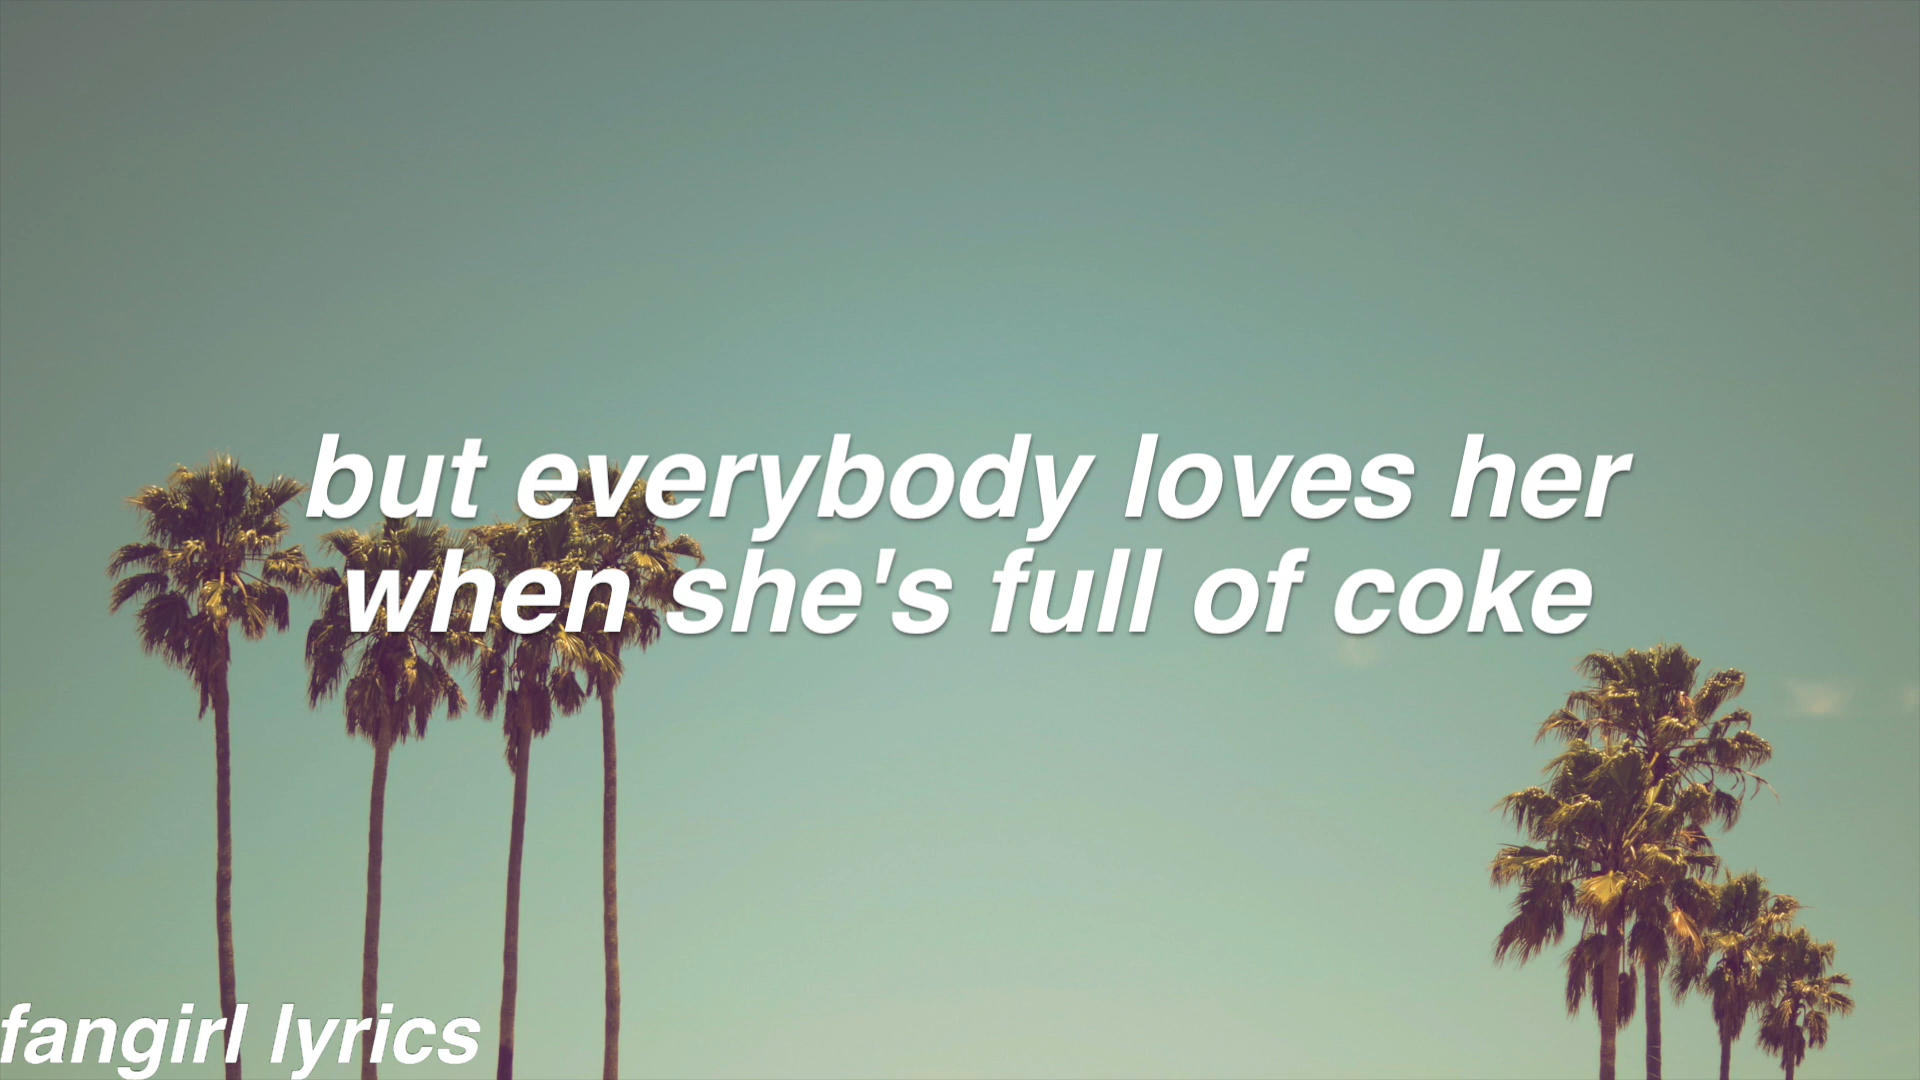 but everybody loves her
when she's full of coke
fangirl lyrics